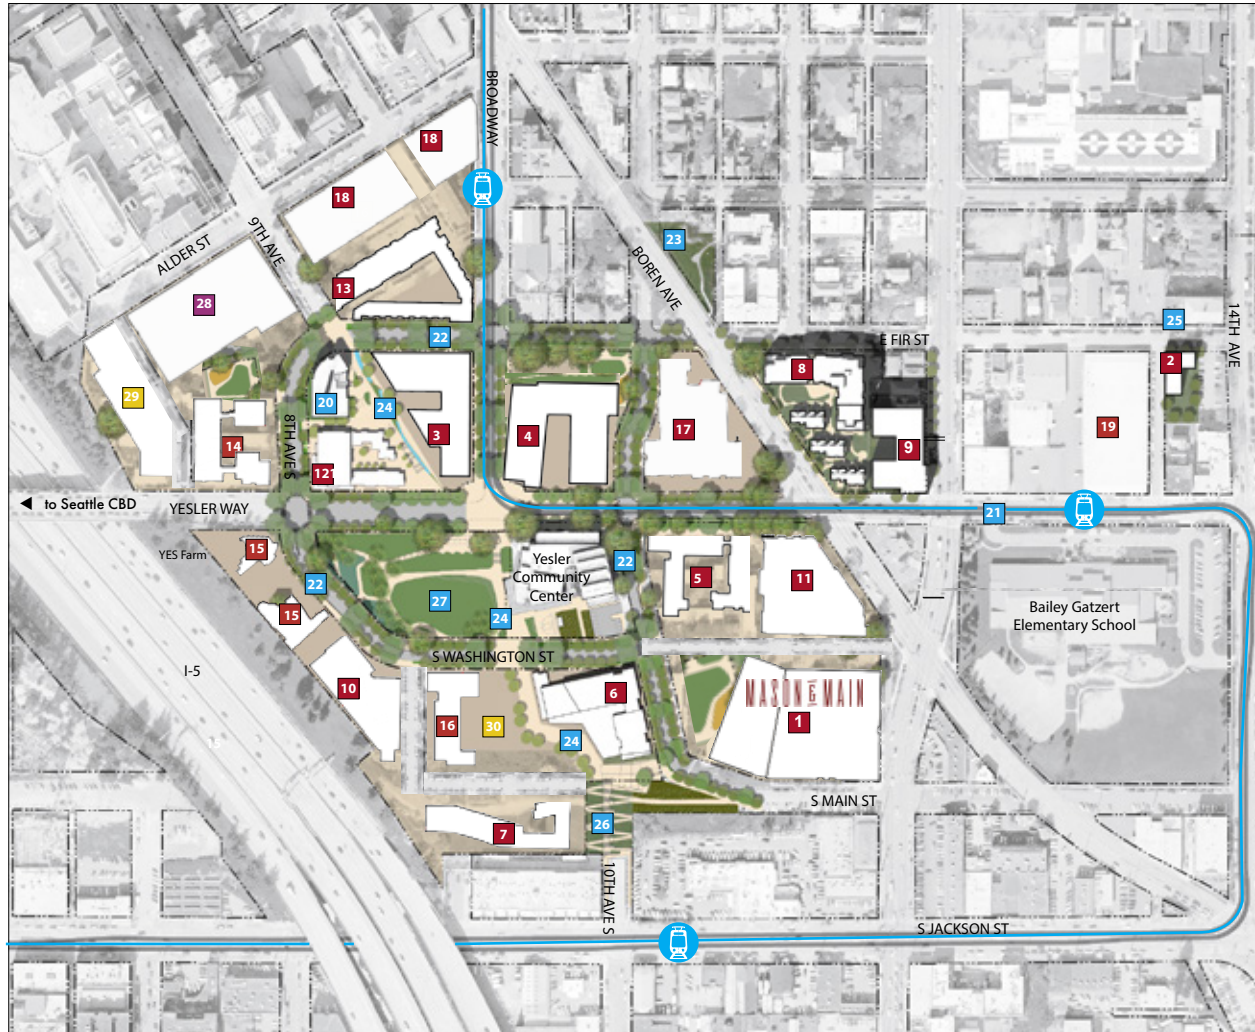 BROADWAY
18
18
9TH AVE
ALDER ST
23
BOREN AVE
13
28
25
14TH AVE
22
E FIR ST
2
8
29
20
24
8TH AVE S
3
4
17
19
14
9
121
to Seattle CBD
YESLER WAY
21
15
YES Farm
22
Yesler
Community
Center
22
5
11
27
24
15
Bailey Gatzert
Elementary School
S WASHINGTON ST
I-5
10
6
MASON & MAIN
1
16
30
24
15
S MAIN ST
26
7
10TH AVE S
S JACKSON ST